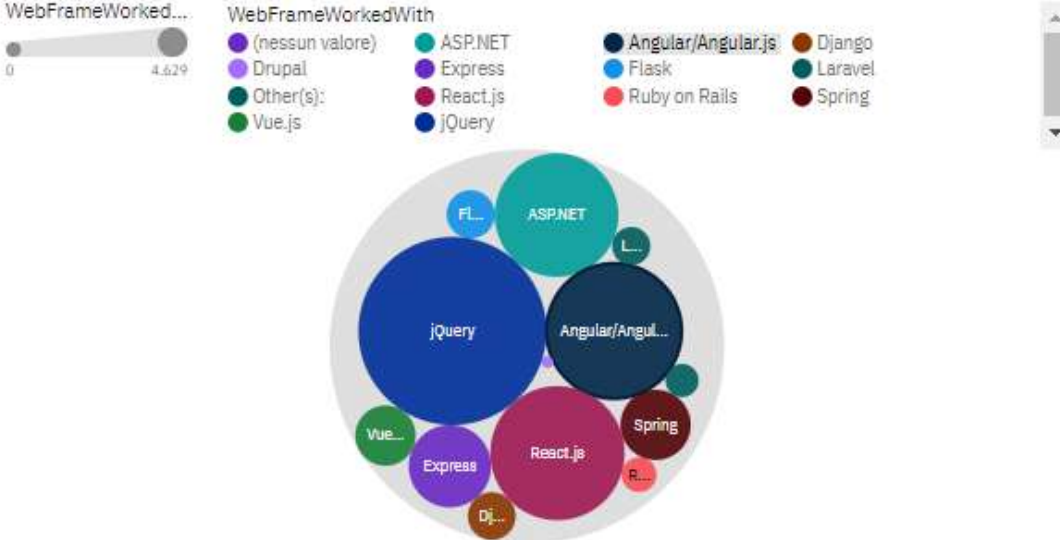 WebFrameWorked...
0 4.629
WebFrameWorkedWith
(nessun valore) ASP.NET Angular/Angular.js Django
Drupal Express Flask Laravel
Other(s): React.js Ruby on Rails Spring
Vue.js jQuery
Fl...
ASP.NET
L...
jQuery
Angular/Angul...
Vue...
Express
React.js
Spring
R...
Dj...